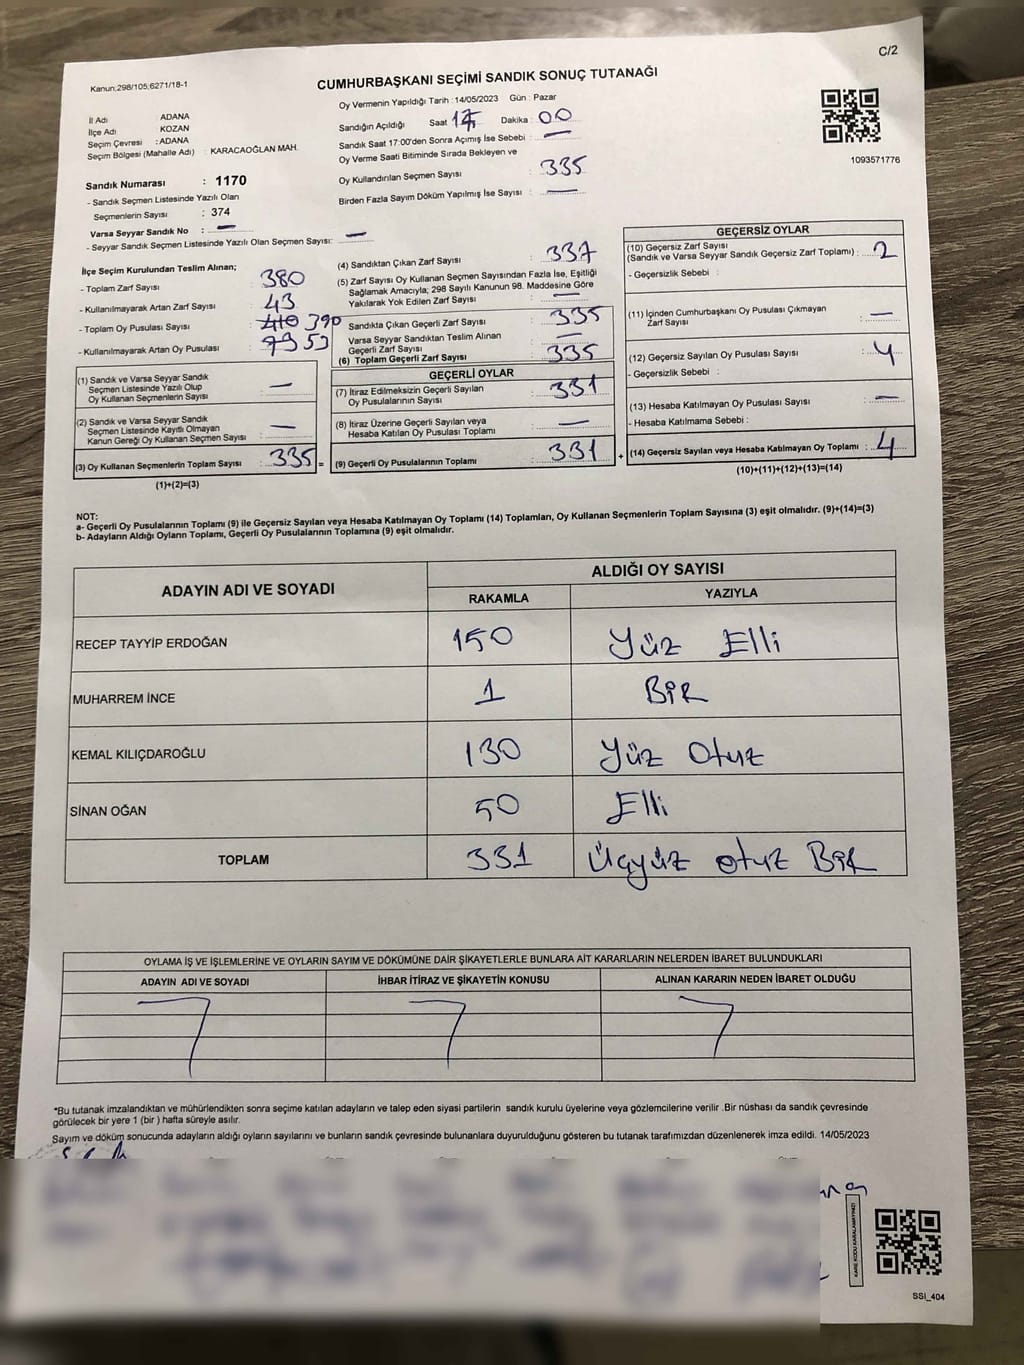 C/2
Kanun;298/105;6271/18-1
CUMHURBAŞKANI SEÇİMİ SANDIK SONUÇ TUTANAĞI
İl Adı : ADANA
İlçe Adı : KOZAN
Seçim Çevresi : ADANA
Seçim Bölgesi (Mahalle Adı) : KARACAOĞLAN MAH.
Sandık Numarası : 1170
- Sandık Seçmen Listesinde Yazılı Olan
Seçmenlerin Sayısı : 374
Varsa Seyyar Sandık No : —
- Seyyar Sandık Seçmen Listesinde Yazılı Olan Seçmen Sayısı: —
Oy Vermenin Yapıldığı Tarih : 14/05/2023 Gün : Pazar
Sandığın Açıldığı Saat 17 Dakika : 00
Sandık Saat 17:00'den Sonra Açımış İse Sebebi : —
Oy Verme Saati Bitiminde Sırada Bekleyen ve
Oy Kullandırılan Seçmen Sayısı : 335
Birden Fazla Sayım Döküm Yapılmış İse Sayısı : —
1093571776
İlçe Seçim Kurulundan Teslim Alınan;
- Toplam Zarf Sayısı : 380
- Kullanılmayarak Artan Zarf Sayısı : 43
- Toplam Oy Pusulası Sayısı : 410 390
- Kullanılmayarak Artan Oy Pusulası :
(1) Sandık ve Varsa Seyyar Sandık
Seçmen Listesinde Yazılı Olup
Oy Kullanan Seçmenlerin Sayısı : —
(2) Sandık ve Varsa Seyyar Sandık
Seçmen Listesinde Kayıtlı Olmayan
Kanun Gereği Oy Kullanan Seçmen Sayısı : —
(3) Oy Kullanan Seçmenlerin Toplam Sayısı : 335 =
(1)+(2)=(3)
(4) Sandıktan Çıkan Zarf Sayısı : 337
(5) Zarf Sayısı Oy Kullanan Seçmen Sayısından Fazla İse, Eşitliği
Sağlamak Amacıyla; 298 Sayılı Kanunun 98. Maddesine Göre
Yakılarak Yok Edilen Zarf Sayısı : —
Sandıkta Çıkan Geçerli Zarf Sayısı : 335
Varsa Seyyar Sandıktan Teslim Alınan
Geçerli Zarf Sayısı : —
(6) Toplam Geçerli Zarf Sayısı : 335
GEÇERLİ OYLAR
(7) İtiraz Edilmeksizin Geçerli Sayılan
Oy Pusulalarının Sayısı : 331
(8) İtiraz Üzerine Geçerli Sayılan veya
Hesaba Katılan Oy Pusulası Toplamı : —
(9) Geçerli Oy Pusulalarının Toplamı : 331 +
GEÇERSİZ OYLAR
(10) Geçersiz Zarf Sayısı
(Sandık ve Varsa Seyyar Sandık Geçersiz Zarf Toplamı) : 2
- Geçersizlik Sebebi :
(11) İçinden Cumhurbaşkanı Oy Pusulası Çıkmayan
Zarf Sayısı : —
(12) Geçersiz Sayılan Oy Pusulası Sayısı : 4
- Geçersizlik Sebebi :
(13) Hesaba Katılmayan Oy Pusulası Sayısı : —
- Hesaba Katılmama Sebebi :
(14) Geçersiz Sayılan veya Hesaba Katılmayan Oy Toplamı : 4
(10)+(11)+(12)+(13)=(14)
NOT:
a- Geçerli Oy Pusulalarının Toplamı (9) ile Geçersiz Sayılan veya Hesaba Katılmayan Oy Toplamı (14) Toplamları, Oy Kullanan Seçmenlerin Toplam Sayısına (3) eşit olmalıdır. (9)+(14)=(3)
b- Adayların Aldığı Oyların Toplamı, Geçerli Oy Pusulalarının Toplamına (9) eşit olmalıdır.
ADAYIN ADI VE SOYADI ALDIĞI OY SAYISI
RAKAMLA YAZIYLA
RECEP TAYYİP ERDOĞAN 150 Yüz Elli
MUHARREM İNCE 1 BİR
KEMAL KILIÇDAROĞLU 130 Yüz Otuz
SİNAN OĞAN 50 Elli
TOPLAM 331 Üçyüz otuz BİR
OYLAMA İŞ VE İŞLEMLERİNE VE OYLARIN SAYIM VE DÖKÜMÜNE DAİR ŞİKAYETLERLE BUNLARA AİT KARARLARIN NELERDEN İBARET BULUNDUKLARI
ADAYIN ADI VE SOYADI İHBAR İTİRAZ VE ŞİKAYETİN KONUSU ALINAN KARARIN NEDEN İBARET OLDUĞU
*Bu tutanak imzalandıktan ve mühürlendikten sonra seçime katılan adayların ve talep eden siyasi partilerin sandık kurulu üyelerine veya gözlemcilerine verilir .Bir nüshası da sandık çevresinde
görülecek bir yere 1 (bir ) hafta süreyle asılır.
Sayım ve döküm sonucunda adayların aldığı oyların sayılarını ve bunların sandık çevresinde bulunanlara duyurulduğunu gösteren bu tutanak tarafımızdan düzenlenerek imza edildi. 14/05/2023
KARE KODU KARALAMAYINIZ!
SSI_404